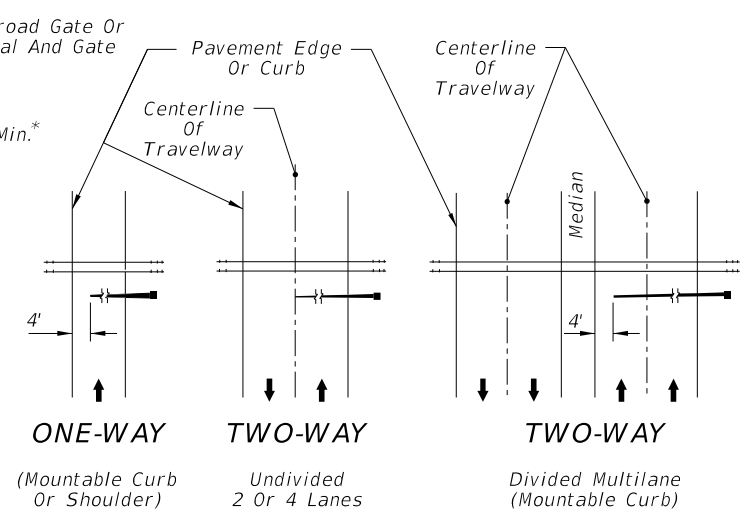 road Gate Or
al And Gate
Min.*
Pavement Edge
Or Curb
Centerline
Of
Travelway
Centerline
Of
Travelway
Median
4'
4'
ONE-WAY
(Mountable Curb
Or Shoulder)
TWO-WAY
Undivided
2 Or 4 Lanes
TWO-WAY
Divided Multilane
(Mountable Curb)